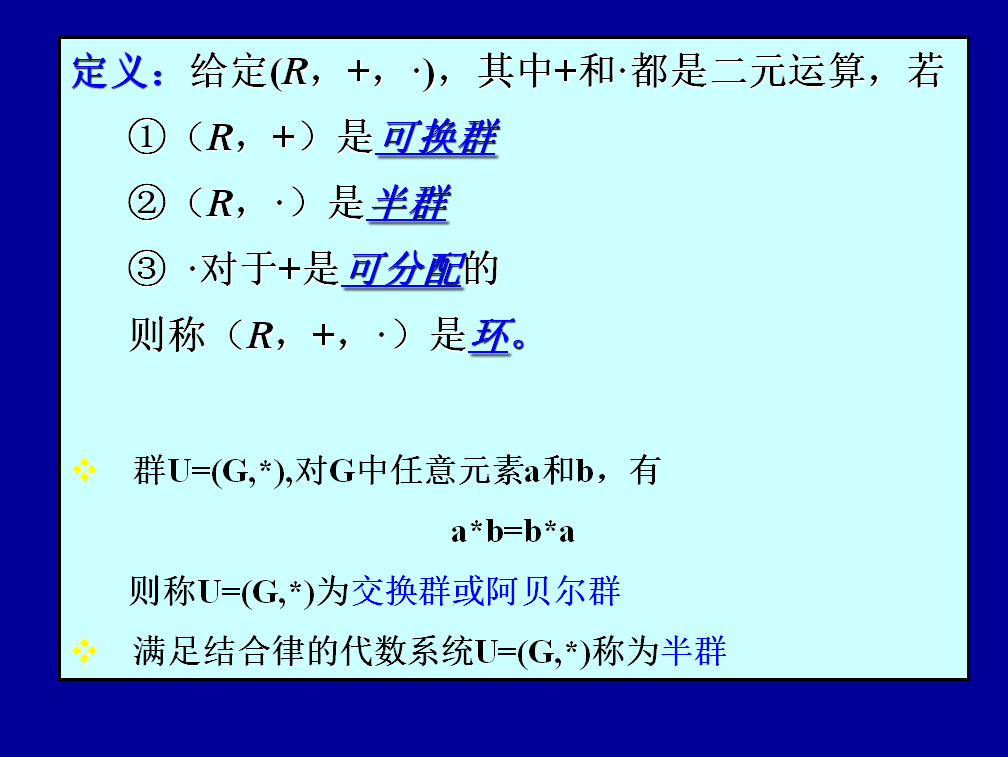 定义：给定(R，+，·)，其中+和·都是二元运算，若
①（R，+）是可换群
②（R，·）是半群
③ ·对于+是可分配的
则称（R，+，·）是环。
❖ 群U=(G,*),对G中任意元素a和b，有
a*b=b*a
则称U=(G,*)为交换群或阿贝尔群
❖ 满足结合律的代数系统U=(G,*)称为半群